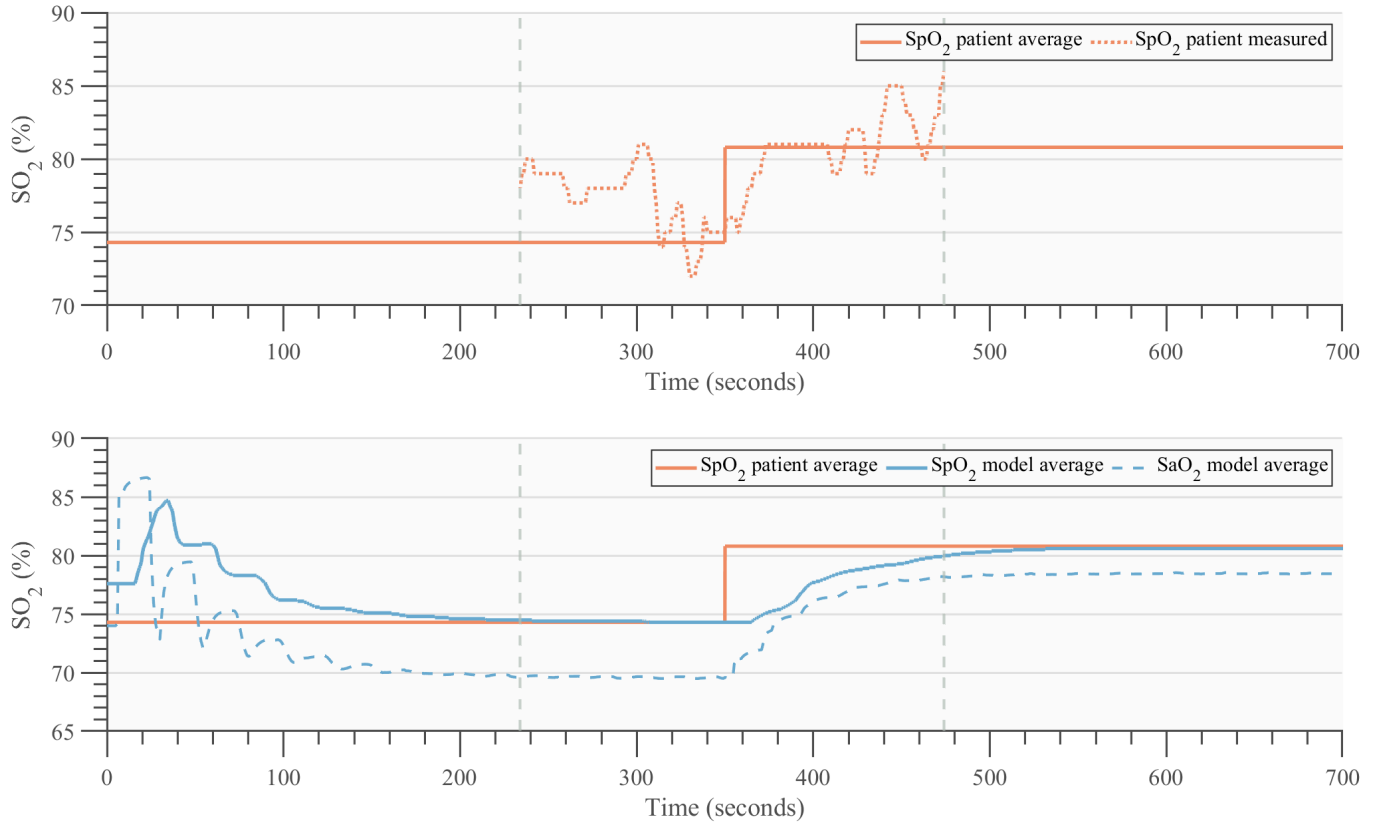 90
SpO2 patient average SpO2 patient measured
85
80
75
70
SO2 (%)
0 100 200 300 400 500 600 700
Time (seconds)
90
SpO2 patient average SpO2 model average SaO2 model average
85
80
75
70
65
SO2 (%)
0 100 200 300 400 500 600 700
Time (seconds)